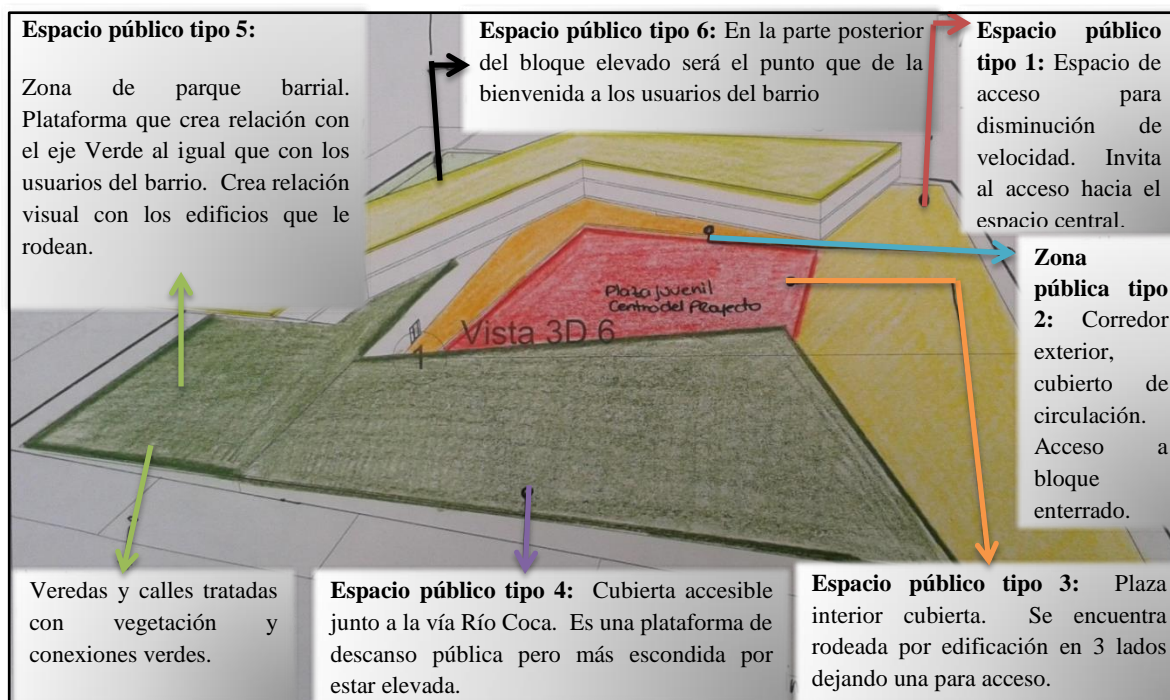 Espacio público tipo 5:
Zona de parque barrial.
Plataforma que crea relación con
el eje Verde al igual que con los
usuarios del barrio. Crea relación
visual con los edificios que le
rodean.
Espacio público tipo 6: En la parte posterior
del bloque elevado será el punto que de la
bienvenida a los usuarios del barrio
Espacio público
tipo 1: Espacio de
acceso para
disminución de
velocidad. Invita
al acceso hacia el
espacio central.
Zona
pública tipo
2: Corredor
exterior,
cubierto de
circulación.
Acceso a
bloque
enterrado.
Plaza juvenil
Centro del Proyecto
Vista 3D 6
1
Veredas y calles tratadas
con vegetación y
conexiones verdes.
Espacio público tipo 4: Cubierta accesible
junto a la vía Río Coca. Es una plataforma de
descanso pública pero más escondida por
estar elevada.
Espacio público tipo 3: Plaza
interior cubierta. Se encuentra
rodeada por edificación en 3 lados
dejando una para acceso.